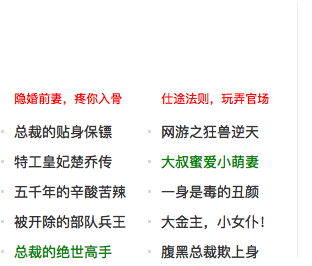 隐婚前妻，疼你入骨 仕途法则，玩弄官场
总裁的贴身保镖 网游之狂兽逆天
特工皇妃楚乔传 大叔蜜爱小萌妻
五千年的辛酸苦辣 一身是毒的丑颜
被开除的部队兵王 大金主，小女仆！
总裁的绝世高手 腹黑总裁欺上身